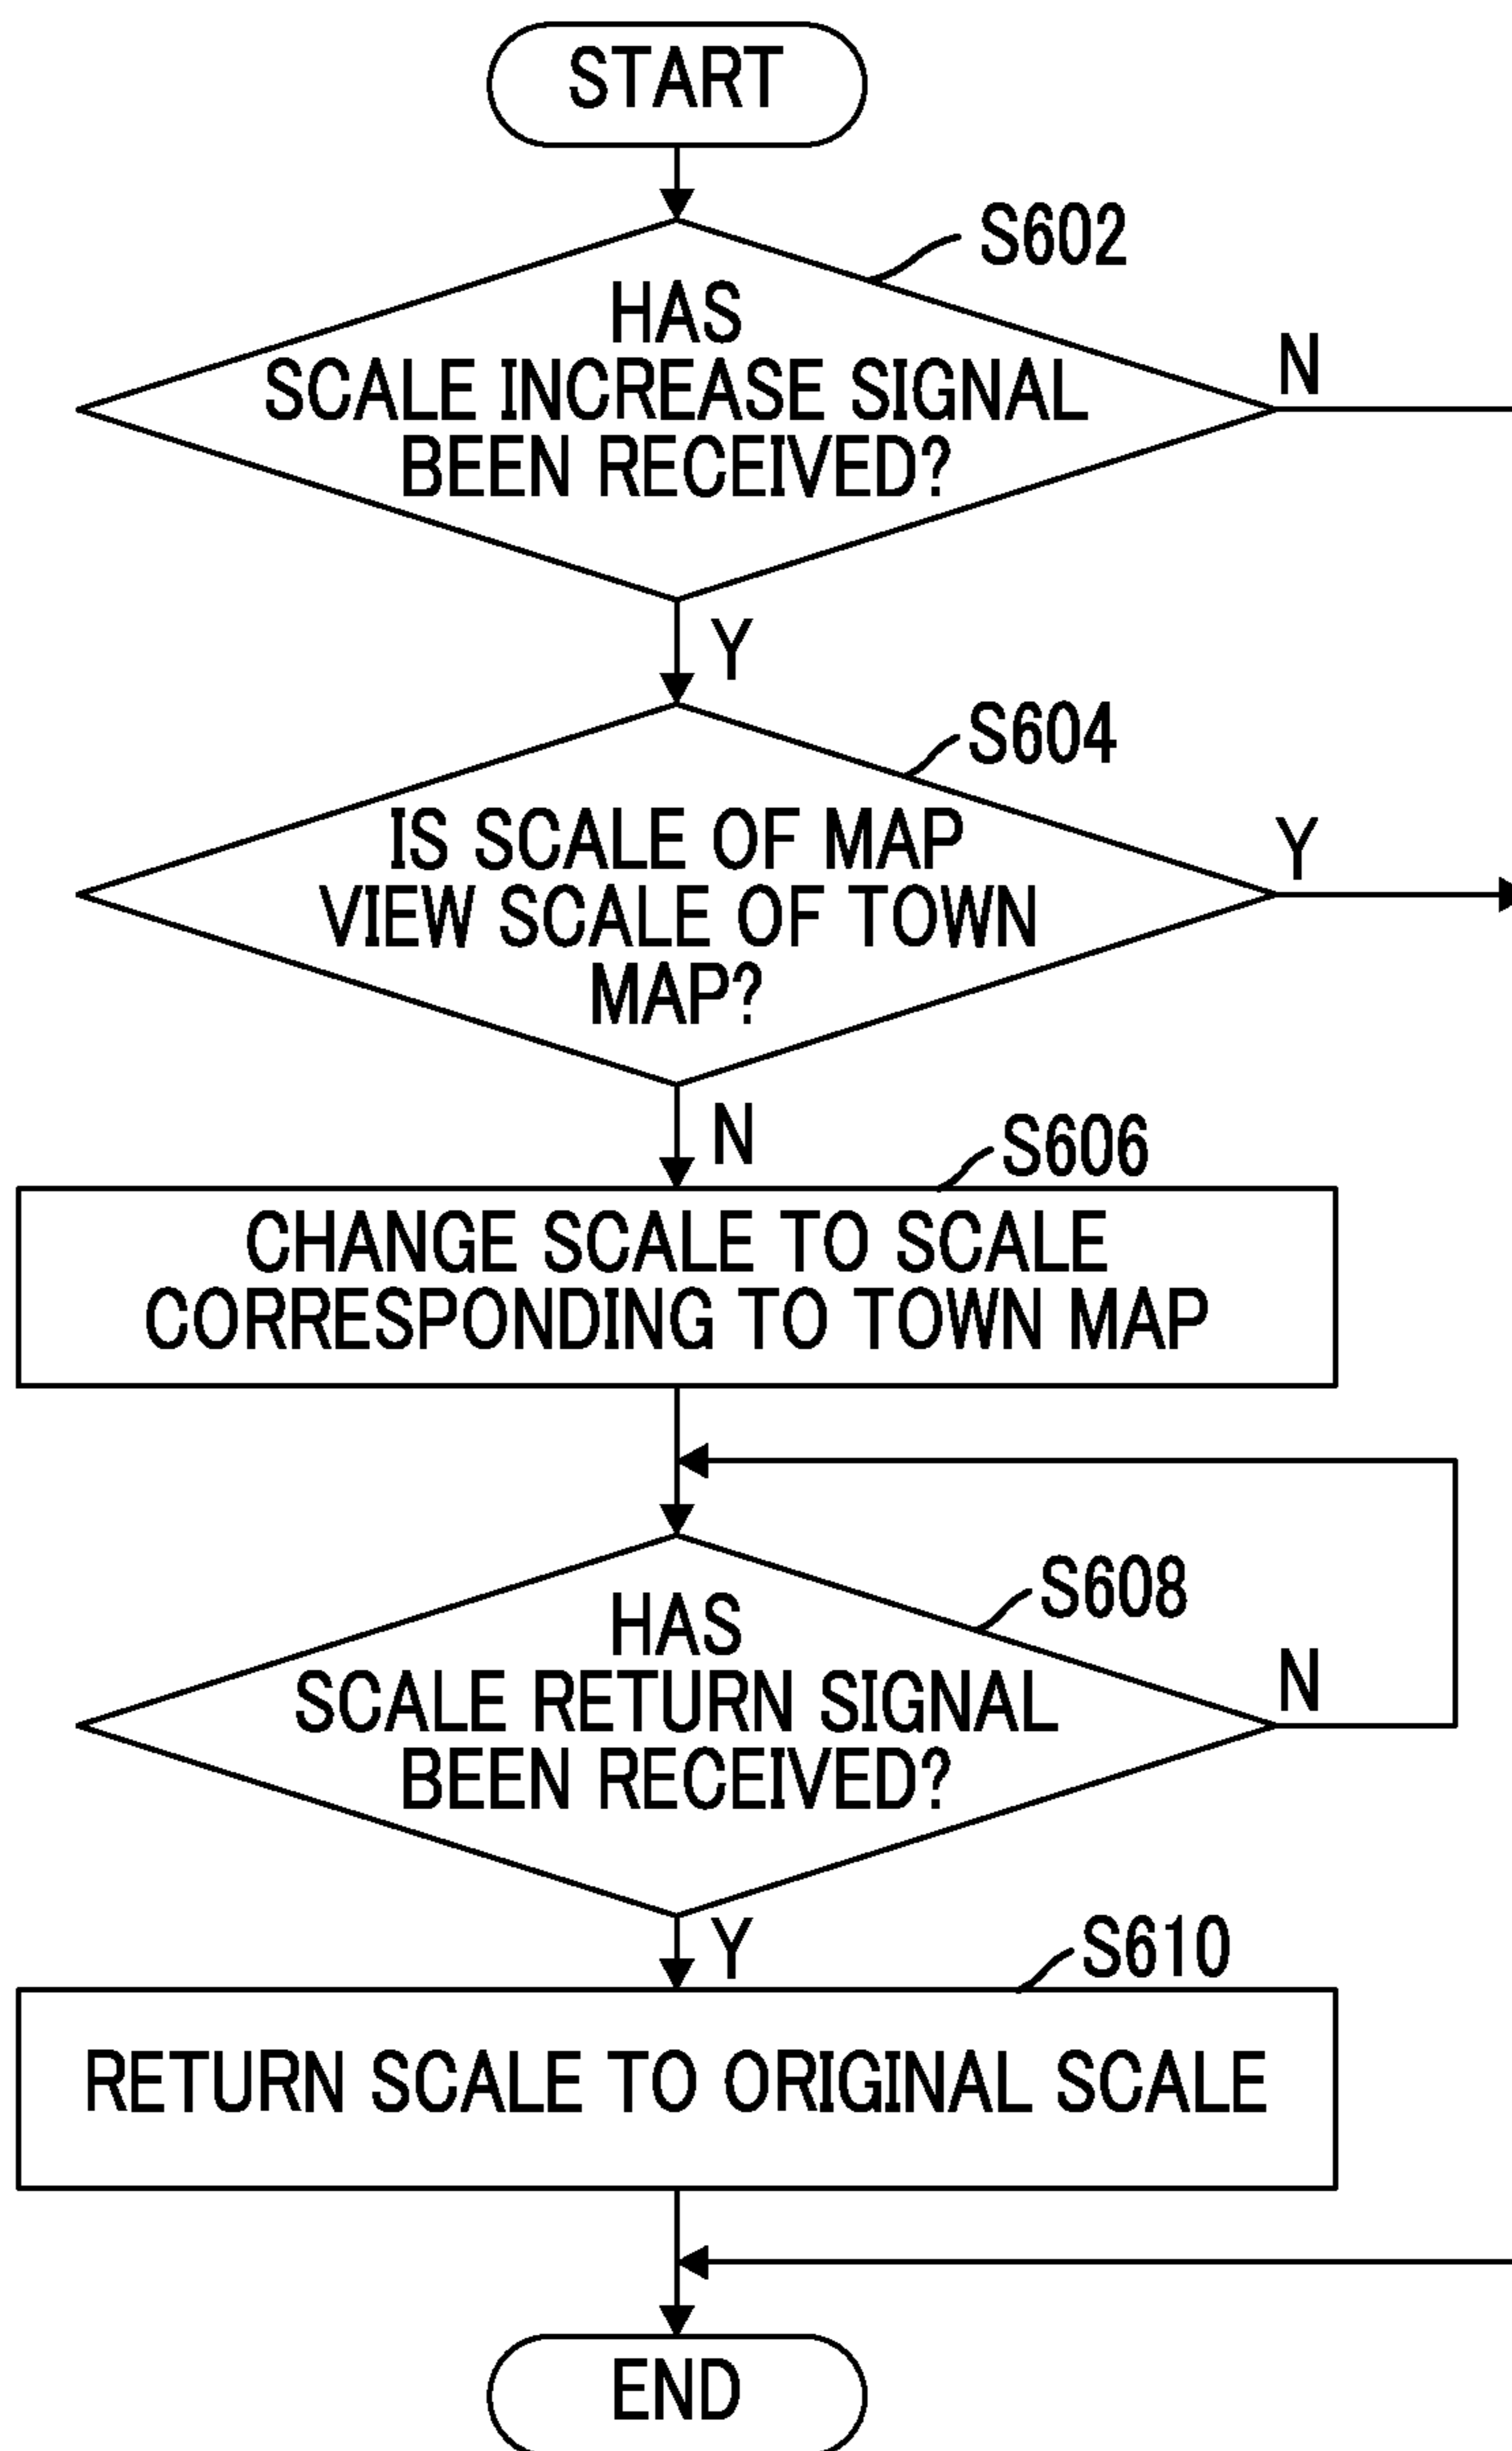 START
S602
HAS
SCALE INCREASE SIGNAL
BEEN RECEIVED?
N
Y
S604
IS SCALE OF MAP
VIEW SCALE OF TOWN
MAP?
Y
N
S606
CHANGE SCALE TO SCALE
CORRESPONDING TO TOWN MAP
S608
HAS
SCALE RETURN SIGNAL
BEEN RECEIVED?
N
Y
S610
RETURN SCALE TO ORIGINAL SCALE
END